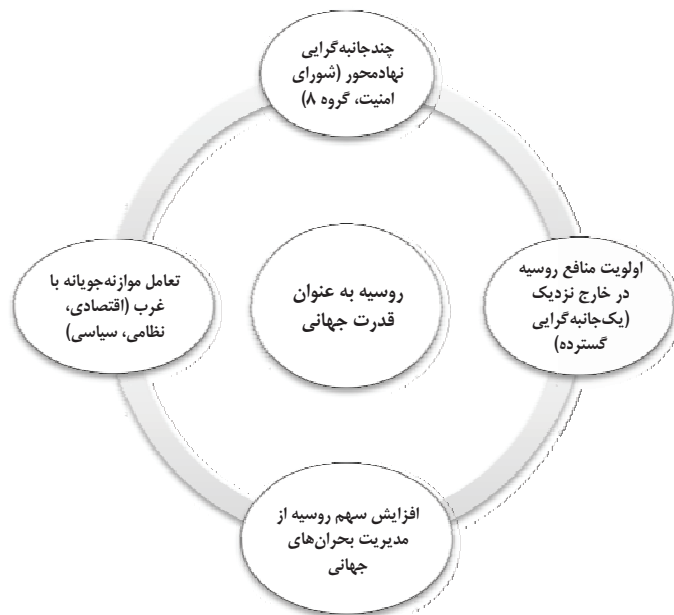 چندجانبه‌گرایی
نهادمحور (شورای
امنیت، گروه ۸)
اولویت منافع روسیه
در خارج نزدیک
(یک‌جانبه‌گرایی
گسترده)
روسیه به عنوان
قدرت جهانی
تعامل موازنه‌جویانه با
غرب (اقتصادی،
نظامی، سیاسی)
افزایش سهم روسیه از
مدیریت بحران‌های
جهانی